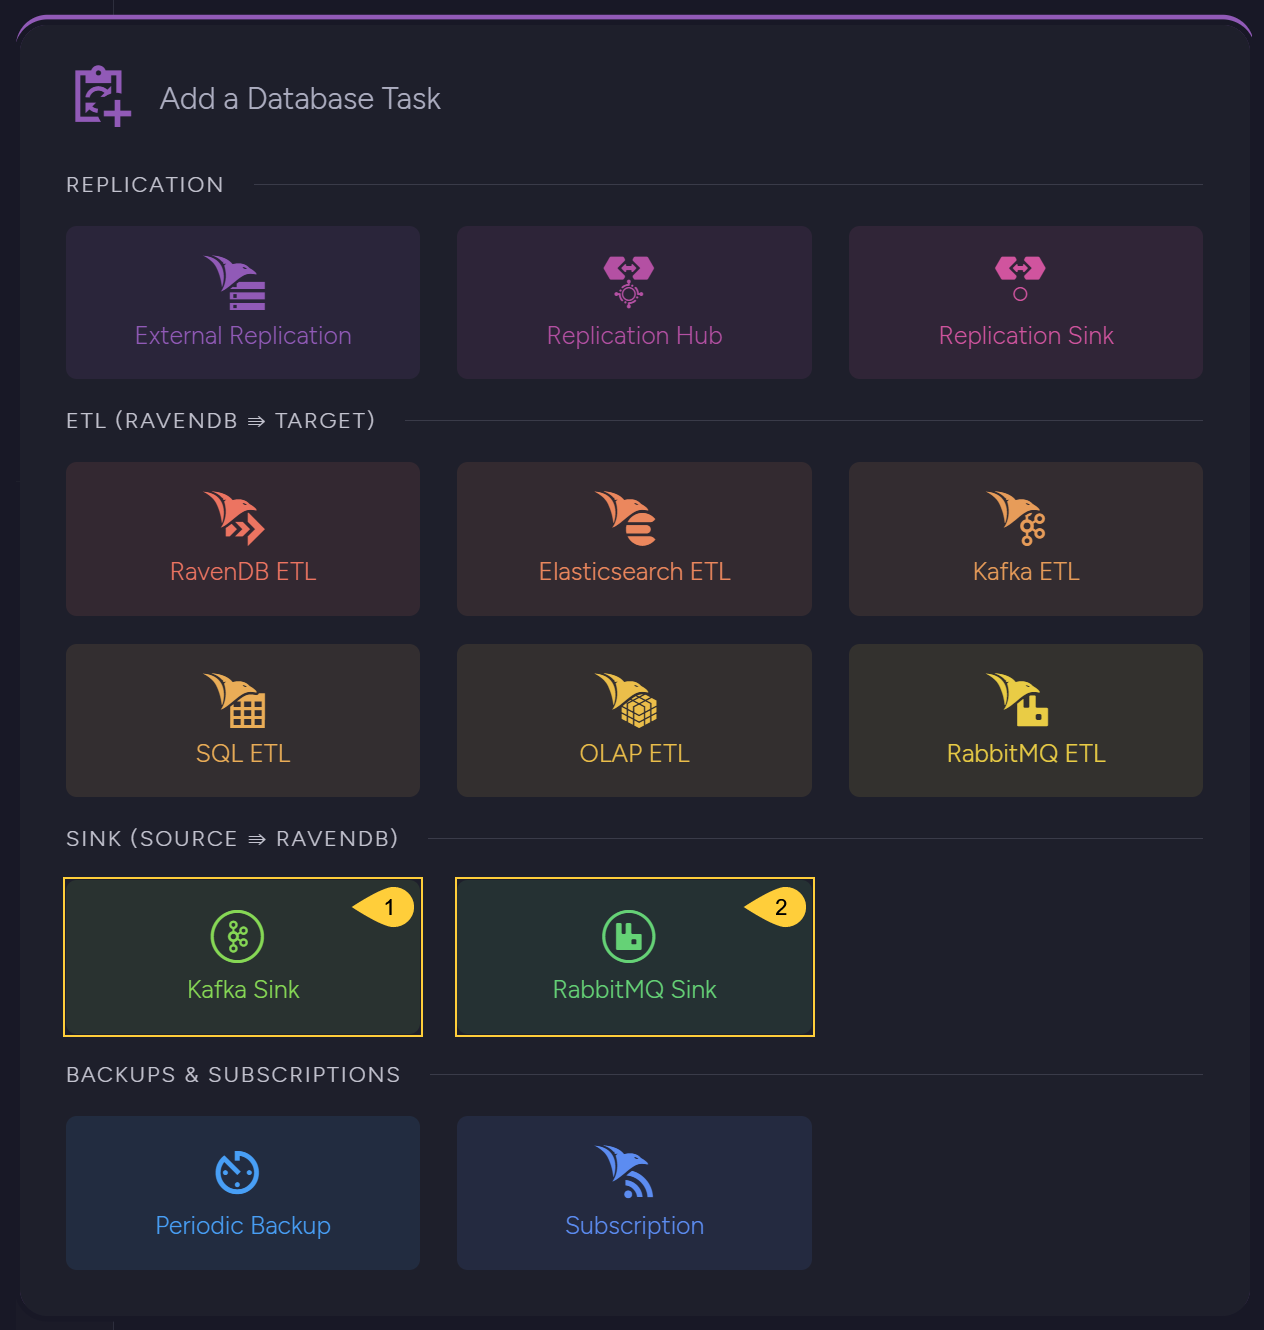 Add a Database Task
REPLICATION
External Replication
Replication Hub
Replication Sink
ETL (RAVENDB ⇛ TARGET)
RavenDB ETL
Elasticsearch ETL
Kafka ETL
SQL ETL
OLAP ETL
RabbitMQ ETL
SINK (SOURCE ⇛ RAVENDB)
1
Kafka Sink
2
RabbitMQ Sink
BACKUPS & SUBSCRIPTIONS
Periodic Backup
Subscription